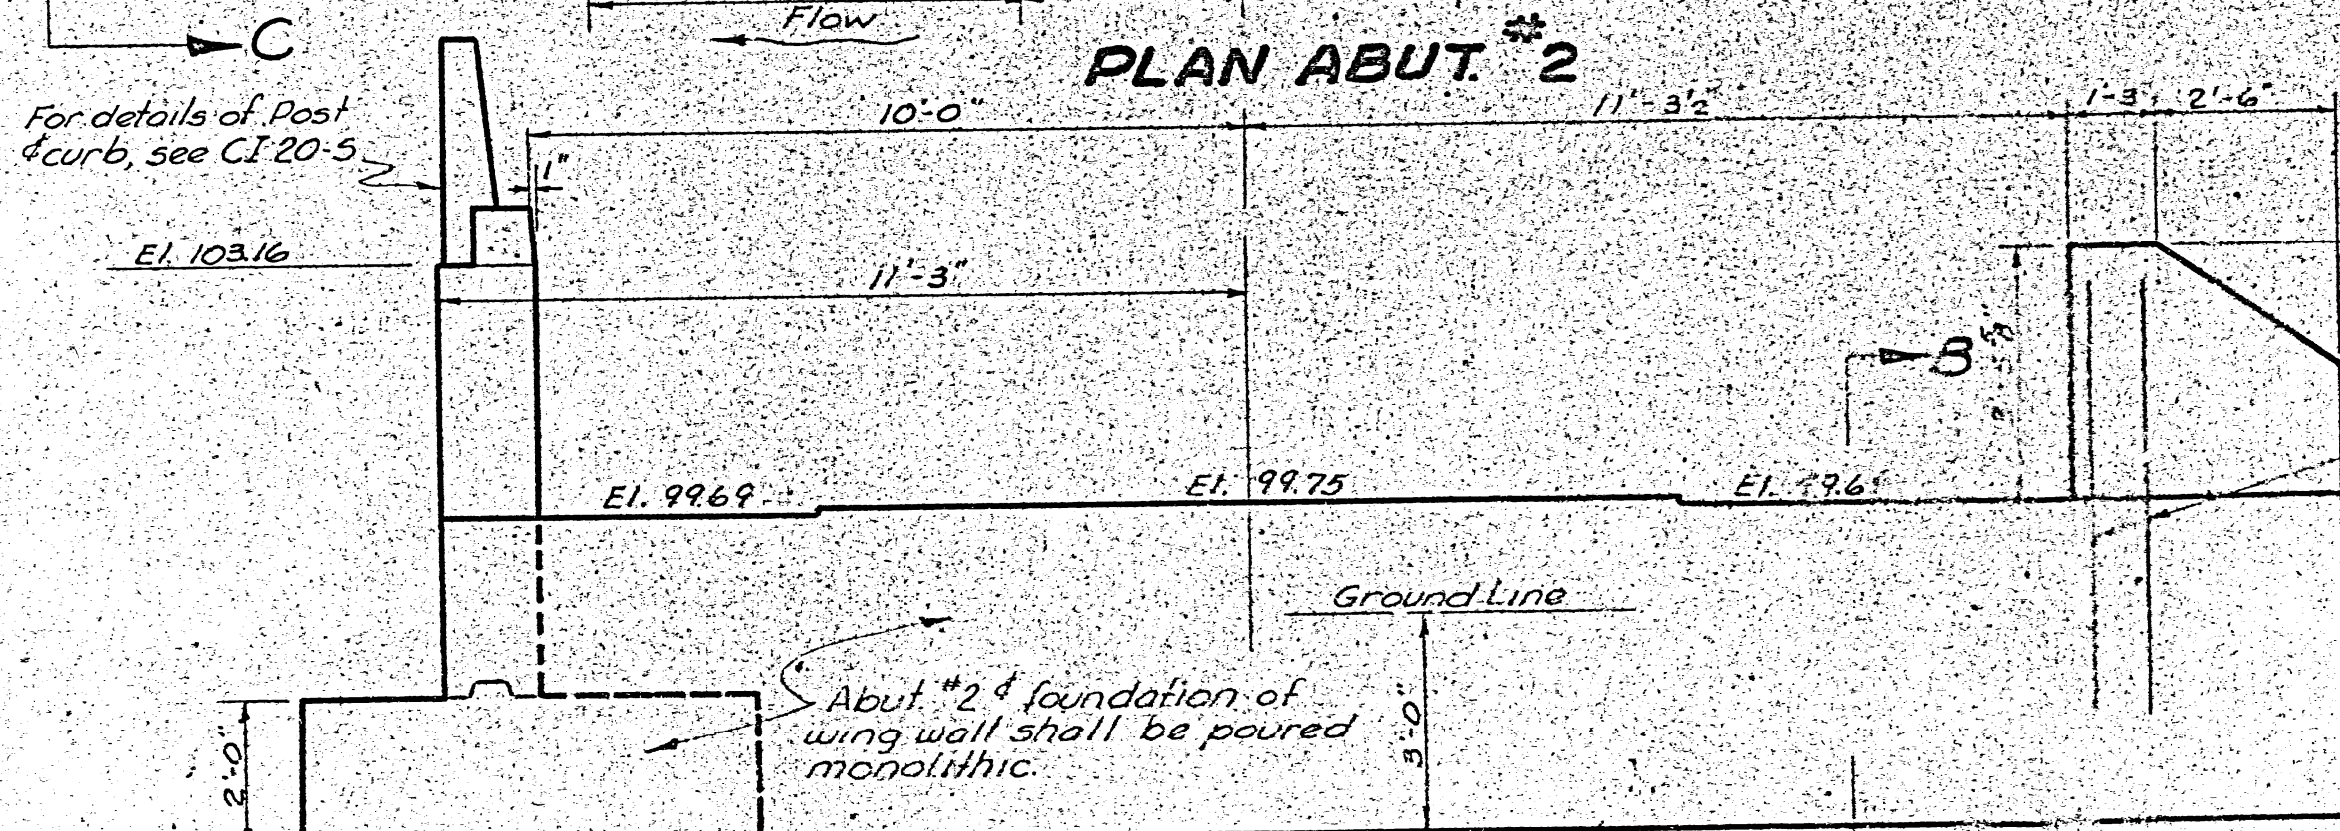 Flow
C
PLAN ABUT. #2
For details of Post
& curb, see CI 20-S
10'-0"
11'-3½"
1'-3"
2'-6"
1"
El. 103.16
11'-3"
B
El. 99.69
El. 99.75
El.
Ground Line
Abut #2 & foundation of
wing wall shall be poured
monolithic.
3'-0"
2'-0"